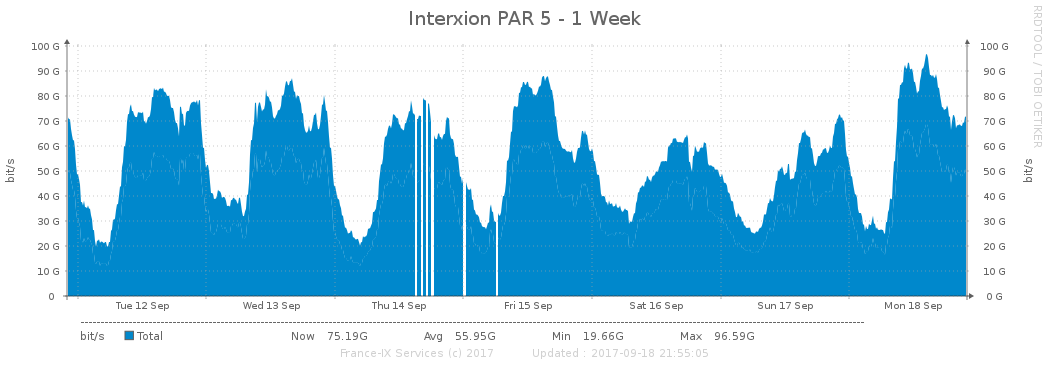 Interxion PAR 5 - 1 Week
RRDTOOL / TOBI OETIKER
bit/s
100 G
90 G
80 G
70 G
60 G
50 G
40 G
30 G
20 G
10 G
0
100 G
90 G
80 G
70 G
60 G
50 G
40 G
30 G
20 G
10 G
0 G
bit/s
Tue 12 Sep Wed 13 Sep Thu 14 Sep Fri 15 Sep Sat 16 Sep Sun 17 Sep Mon 18 Sep
bit/s Total Now 75.19G Avg 55.95G Min 19.66G Max 96.59G
France-IX Services (c) 2017 Updated : 2017-09-18 21:55:05